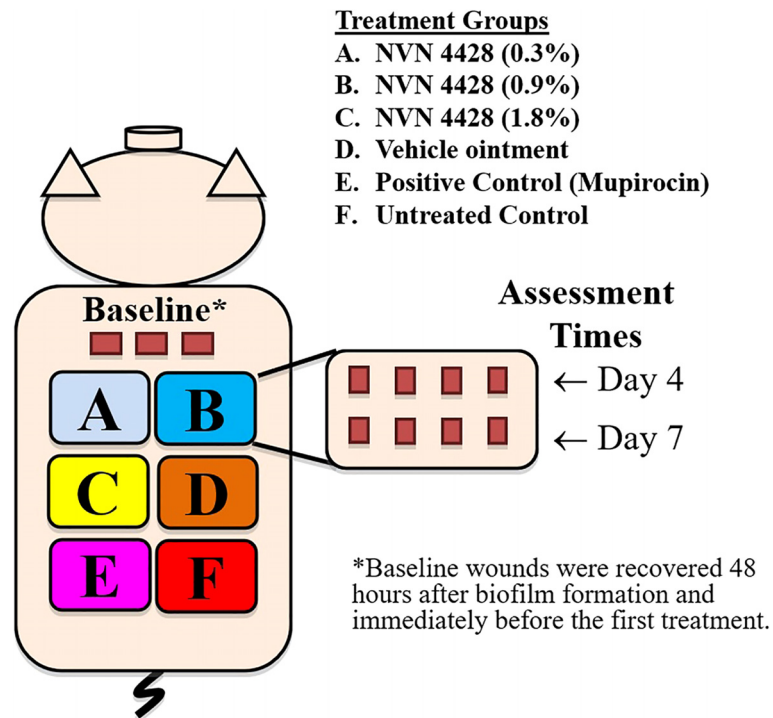 Treatment Groups
A. NVN 4428 (0.3%)
B. NVN 4428 (0.9%)
C. NVN 4428 (1.8%)
D. Vehicle ointment
E. Positive Control (Mupirocin)
F. Untreated Control
Baseline*
A
B
C
D
E
F
Assessment
Times
← Day 4
← Day 7
*Baseline wounds were recovered 48
hours after biofilm formation and
immediately before the first treatment.